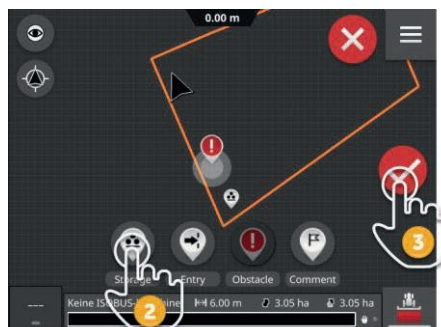 0.00 m
Storage Entry Obstacle Comment
3
2
--- Keine ISOBUS- 6.00 m 3.05 ha 3.05 ha